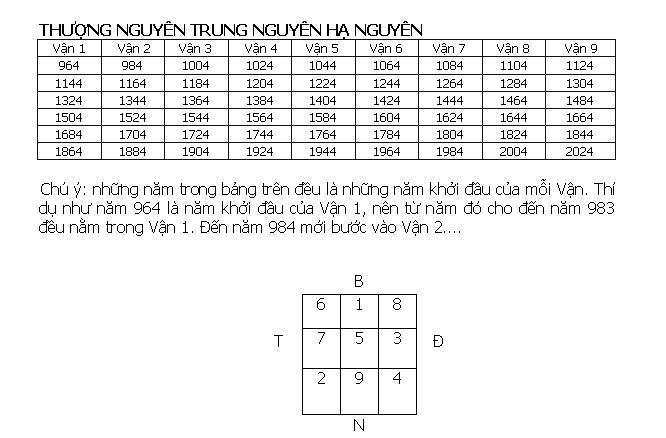 THƯỢNG NGUYÊN TRUNG NGUYÊN HẠ NGUYÊN
Vận 1 Vận 2 Vận 3 Vận 4 Vận 5 Vận 6 Vận 7 Vận 8 Vận 9
964 984 1004 1024 1044 1064 1084 1104 1124
1144 1164 1184 1204 1224 1244 1264 1284 1304
1324 1344 1364 1384 1404 1424 1444 1464 1484
1504 1524 1544 1564 1584 1604 1624 1644 1664
1684 1704 1724 1744 1764 1784 1804 1824 1844
1864 1884 1904 1924 1944 1964 1984 2004 2024
Chú ý: những năm trong bảng trên đều là những năm khởi đầu của mỗi Vận. Thí
dụ như năm 964 là năm khởi đầu của Vận 1, nên từ năm đó cho đến năm 983
đều nằm trong Vận 1. Đến năm 984 mới bước vào Vận 2....
B
6 1 8
T 7 5 3 Đ
2 9 4
N